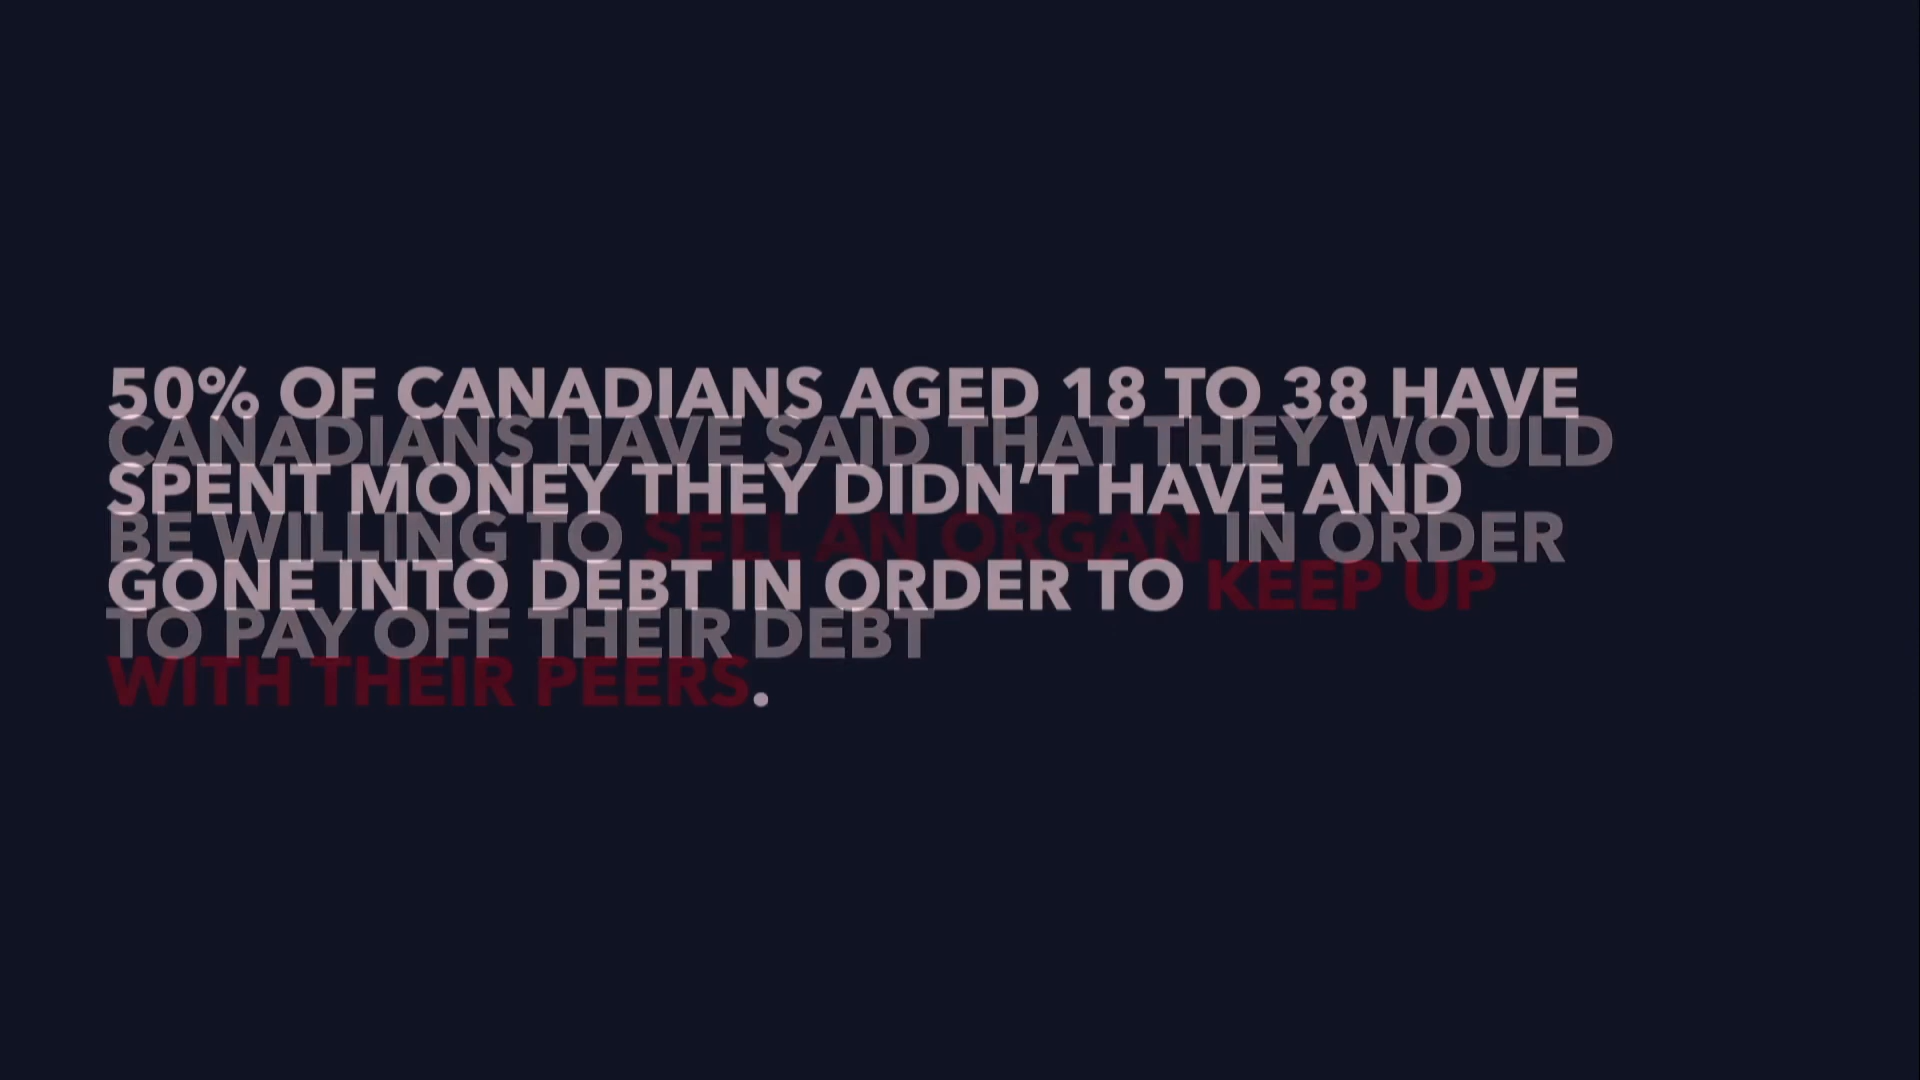 50% OF CANADIANS AGED 18 TO 38 HAVE
CANADIANS HAVE SAID THAT THEY WOULD
SPENT MONEY THEY DIDN’T HAVE AND
BE WILLING TO SELL AN ORGAN IN ORDER
GONE INTO DEBT IN ORDER TO KEEP UP
TO PAY OFF THEIR DEBT
WITH THEIR PEERS.